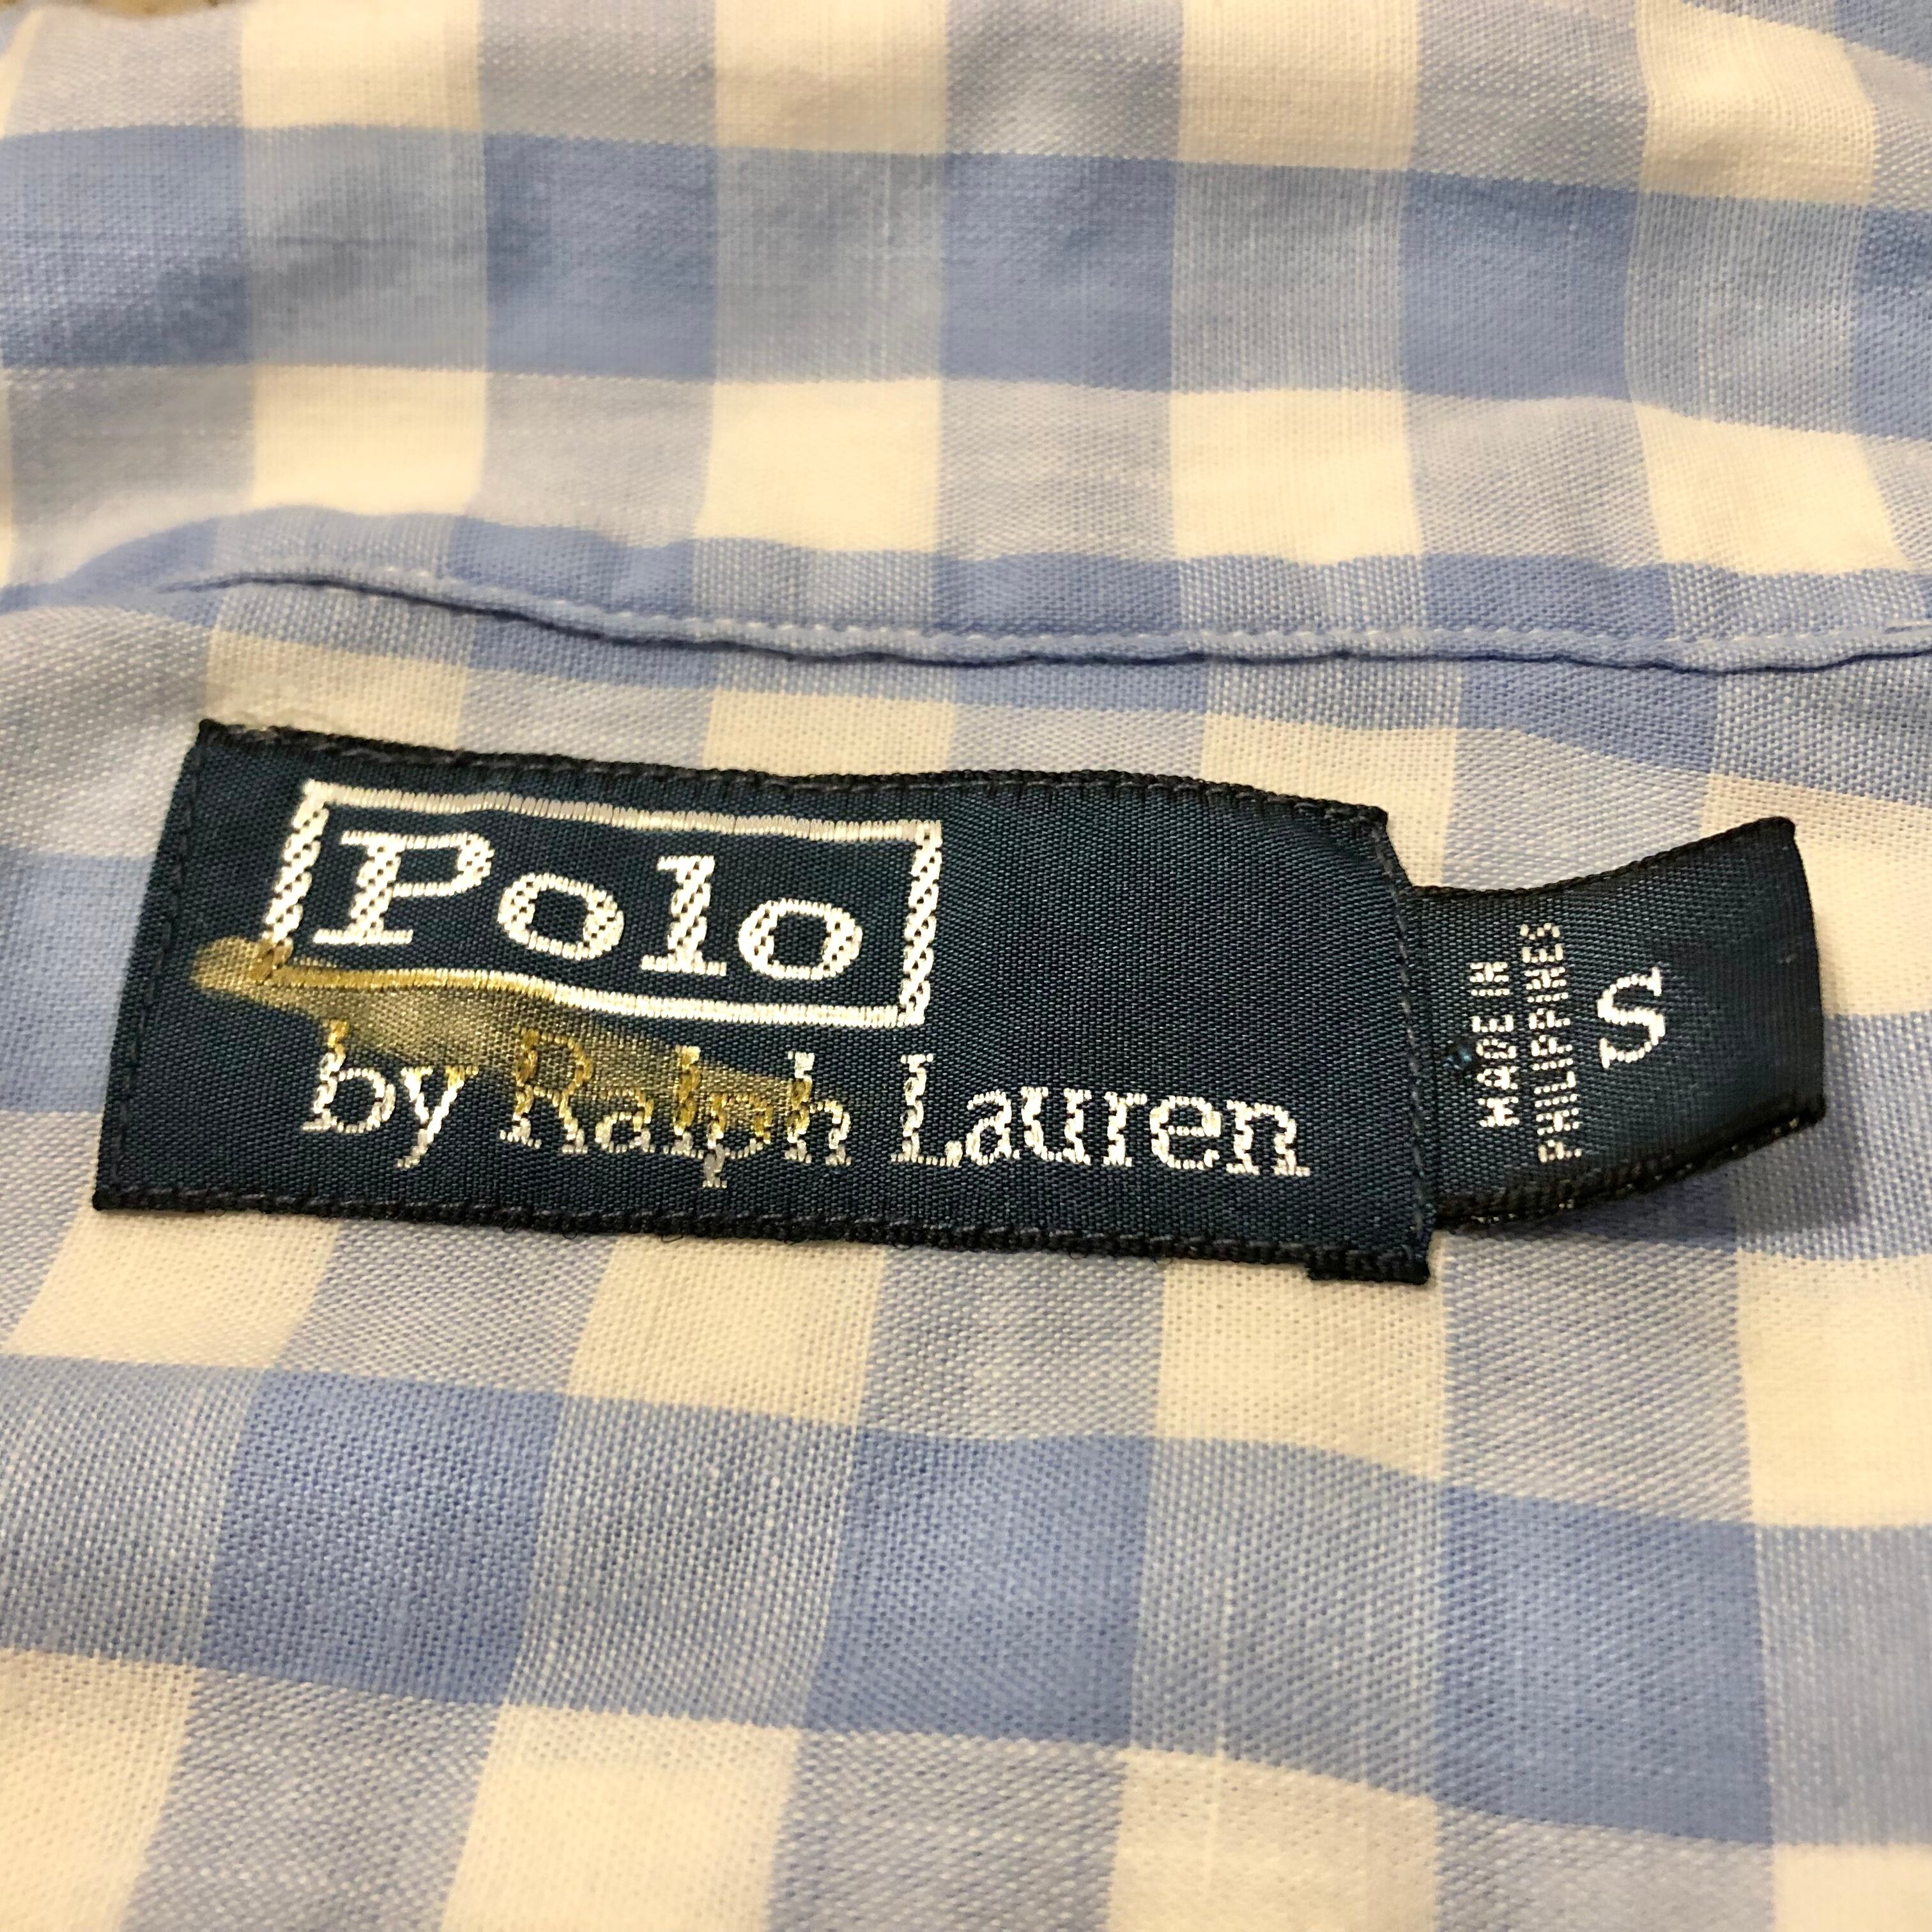 Polo
by Ralph Lauren
MADE IN
PHILIPPINES
S